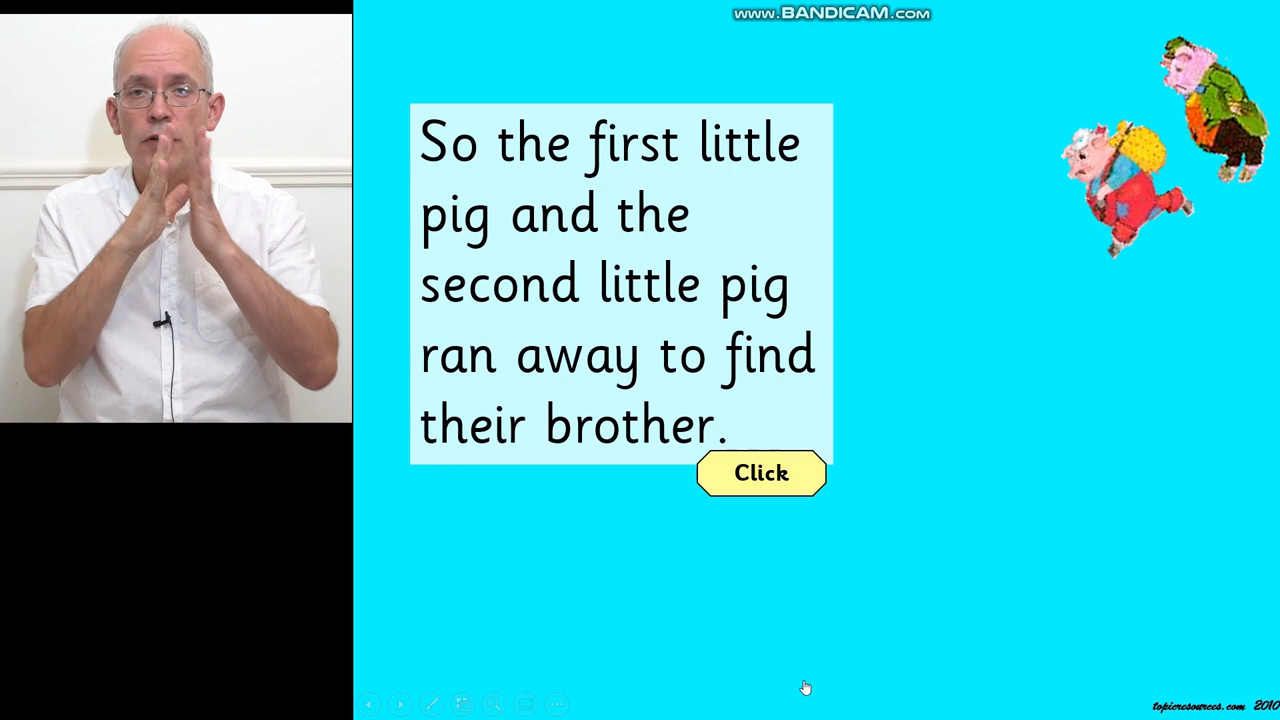 www.BANDICAM.com
So the first little
pig and the
second little pig
ran away to find
their brother.
Click
topicresources.com 2010